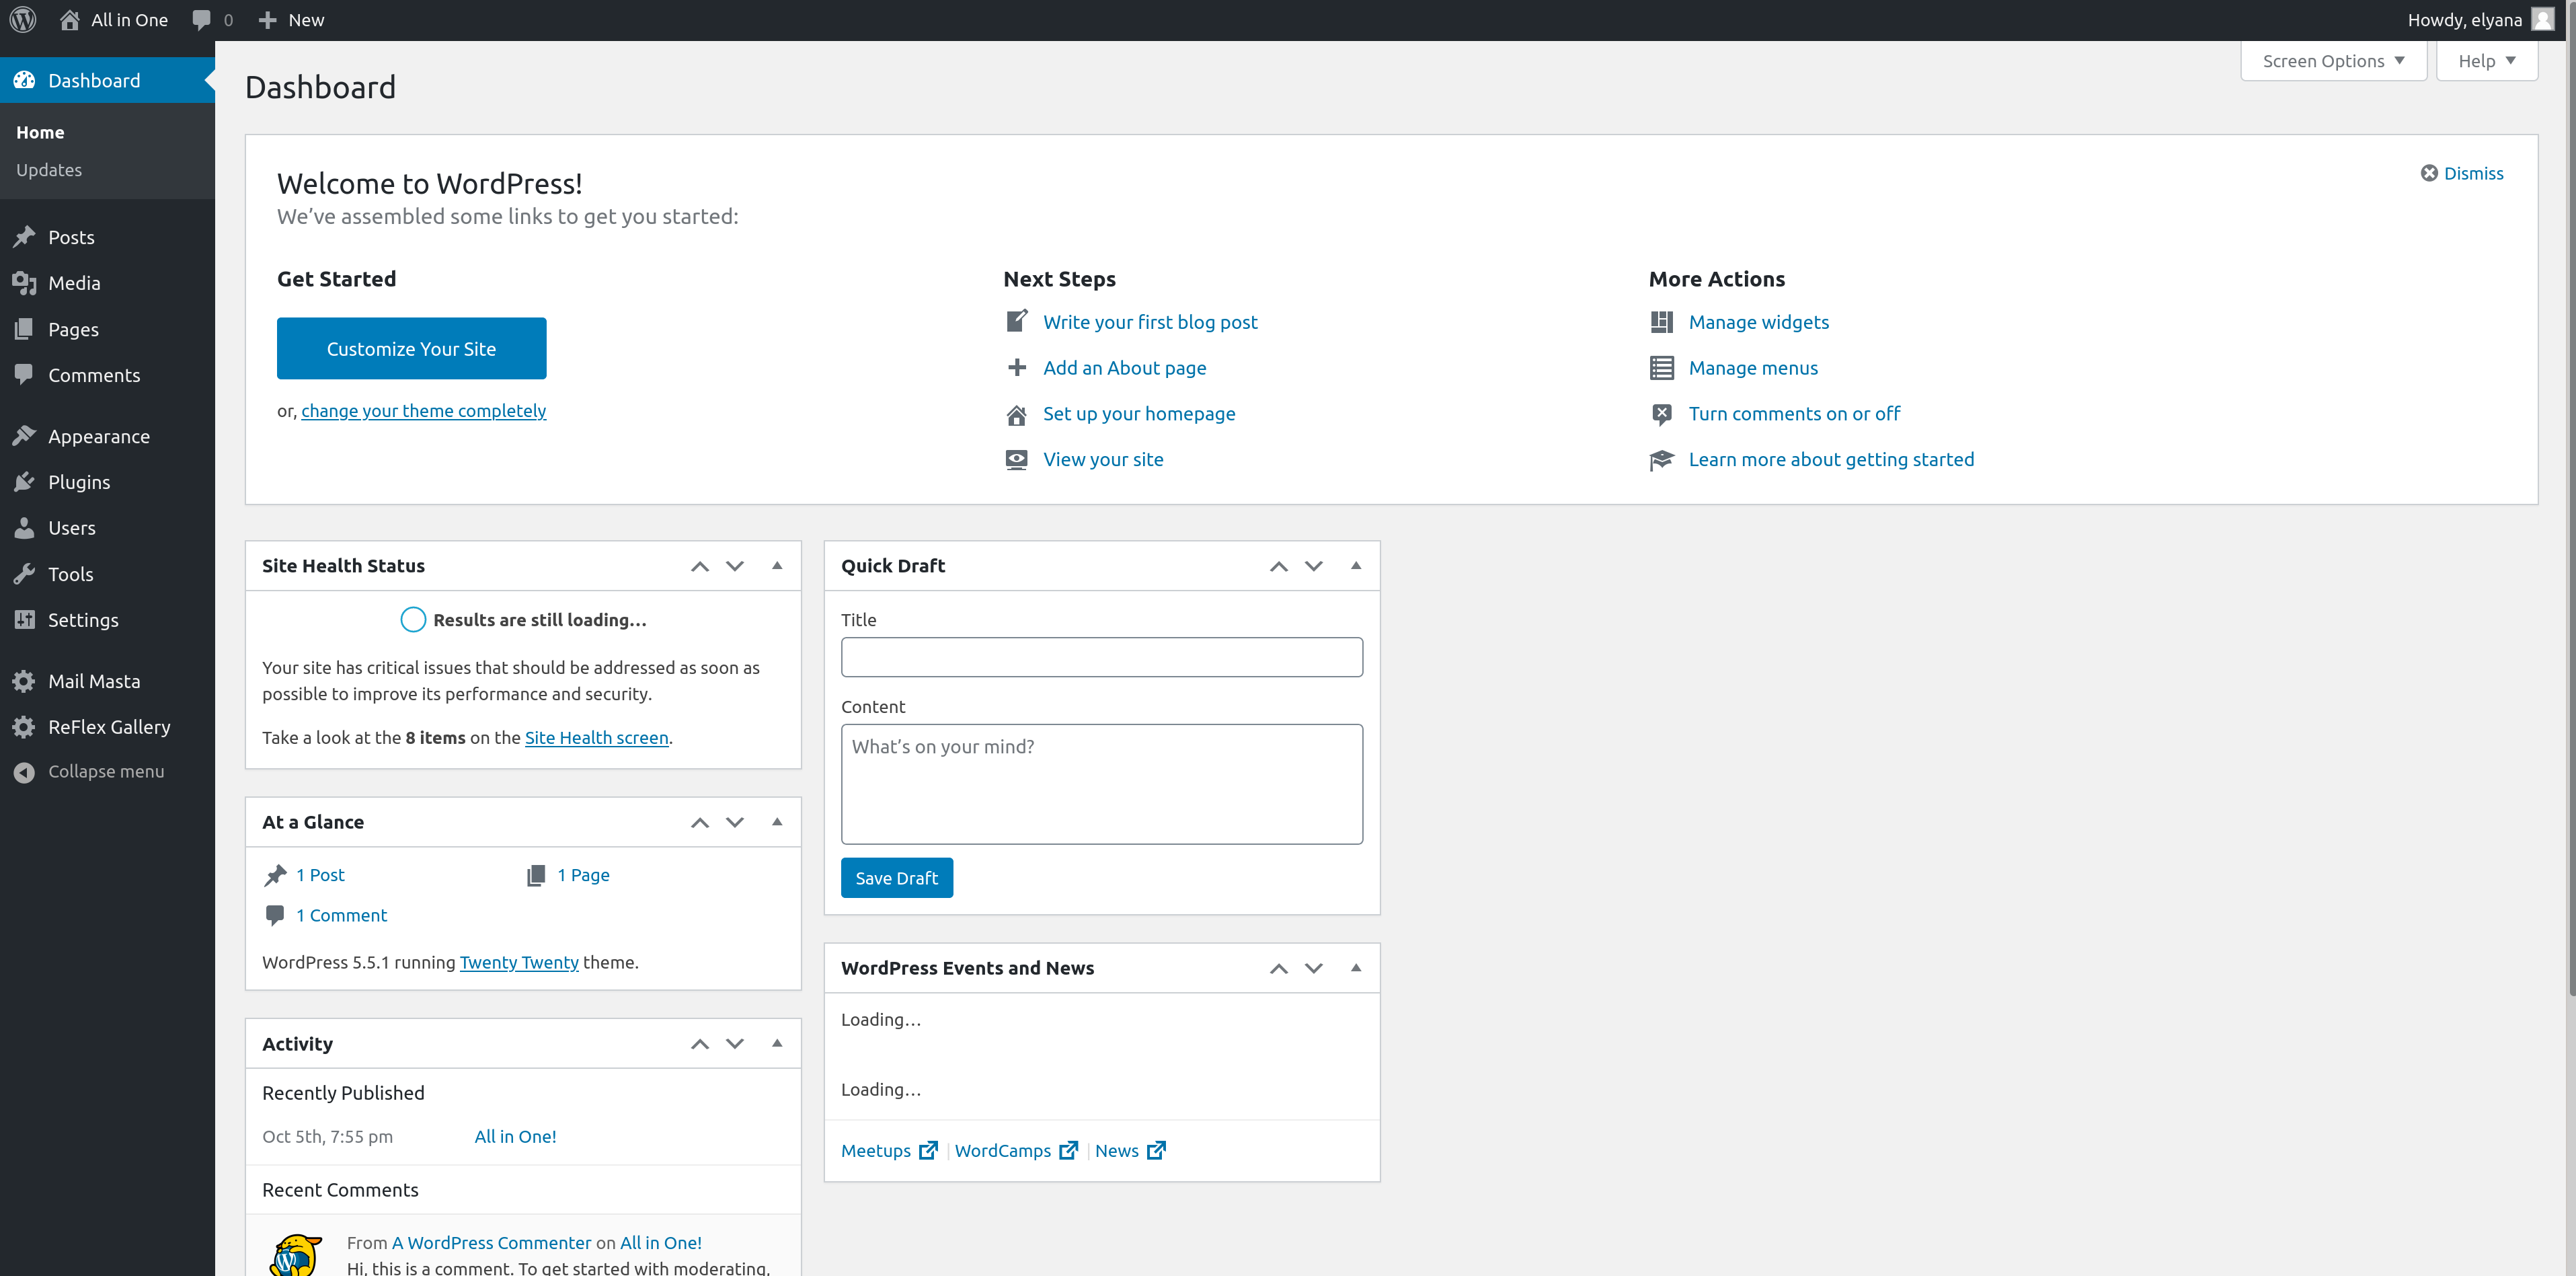 All in One 0 New Howdy, elyana
Dashboard
Home
Updates
Posts
Media
Pages
Comments
Appearance
Plugins
Users
Tools
Settings
Mail Masta
ReFlex Gallery
Collapse menu
Screen Options ▼ Help ▼
Dashboard
Welcome to WordPress!
Dismiss
We’ve assembled some links to get you started:
Get Started
Customize Your Site
or, change your theme completely
Next Steps
Write your first blog post
Add an About page
Set up your homepage
View your site
More Actions
Manage widgets
Manage menus
Turn comments on or off
Learn more about getting started
Site Health Status
Results are still loading…
Your site has critical issues that should be addressed as soon as
possible to improve its performance and security.
Take a look at the 8 items on the Site Health screen.
At a Glance
1 Post 1 Page
1 Comment
WordPress 5.5.1 running Twenty Twenty theme.
Activity
Recently Published
Oct 5th, 7:55 pm All in One!
Recent Comments
From A WordPress Commenter on All in One!
Hi, this is a comment. To get started with moderating,
Quick Draft
Title
Content
What’s on your mind?
Save Draft
WordPress Events and News
Loading…
Loading…
Meetups | WordCamps | News